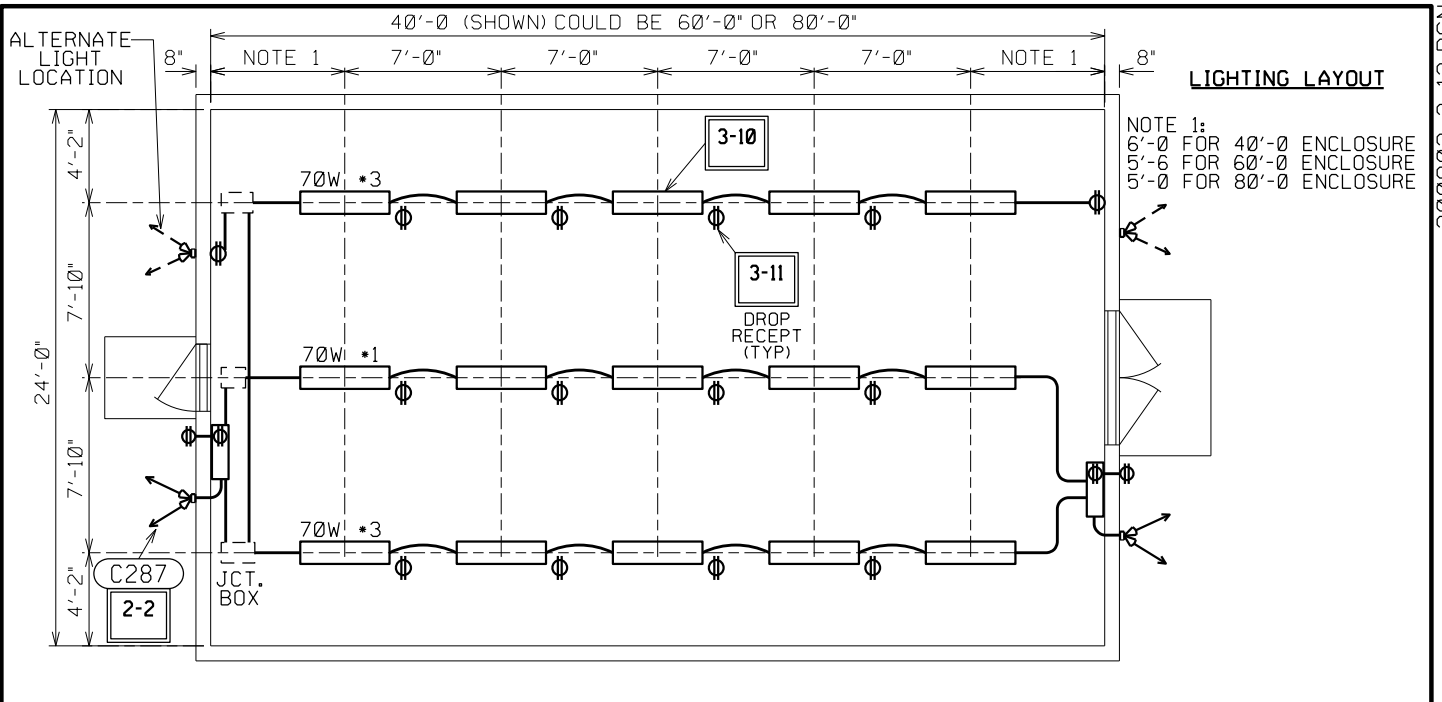 40'-0 (SHOWN) COULD BE 60'-0" OR 80'-0"
ALTERNATE
LIGHT
LOCATION
8"
NOTE 1
7'-0"
7'-0"
7'-0"
7'-0"
NOTE 1
8"
LIGHTING LAYOUT
NOTE 1:
6'-0 FOR 40'-0 ENCLOSURE
5'-6 FOR 60'-0 ENCLOSURE
5'-0 FOR 80'-0 ENCLOSURE
4'-2"
3-10
70W *3
7'-10"
3-11
DROP
RECEPT
(TYP)
24'-0"
70W *1
7'-10"
70W *3
C287
2-2
JCT.
BOX
4'-2"